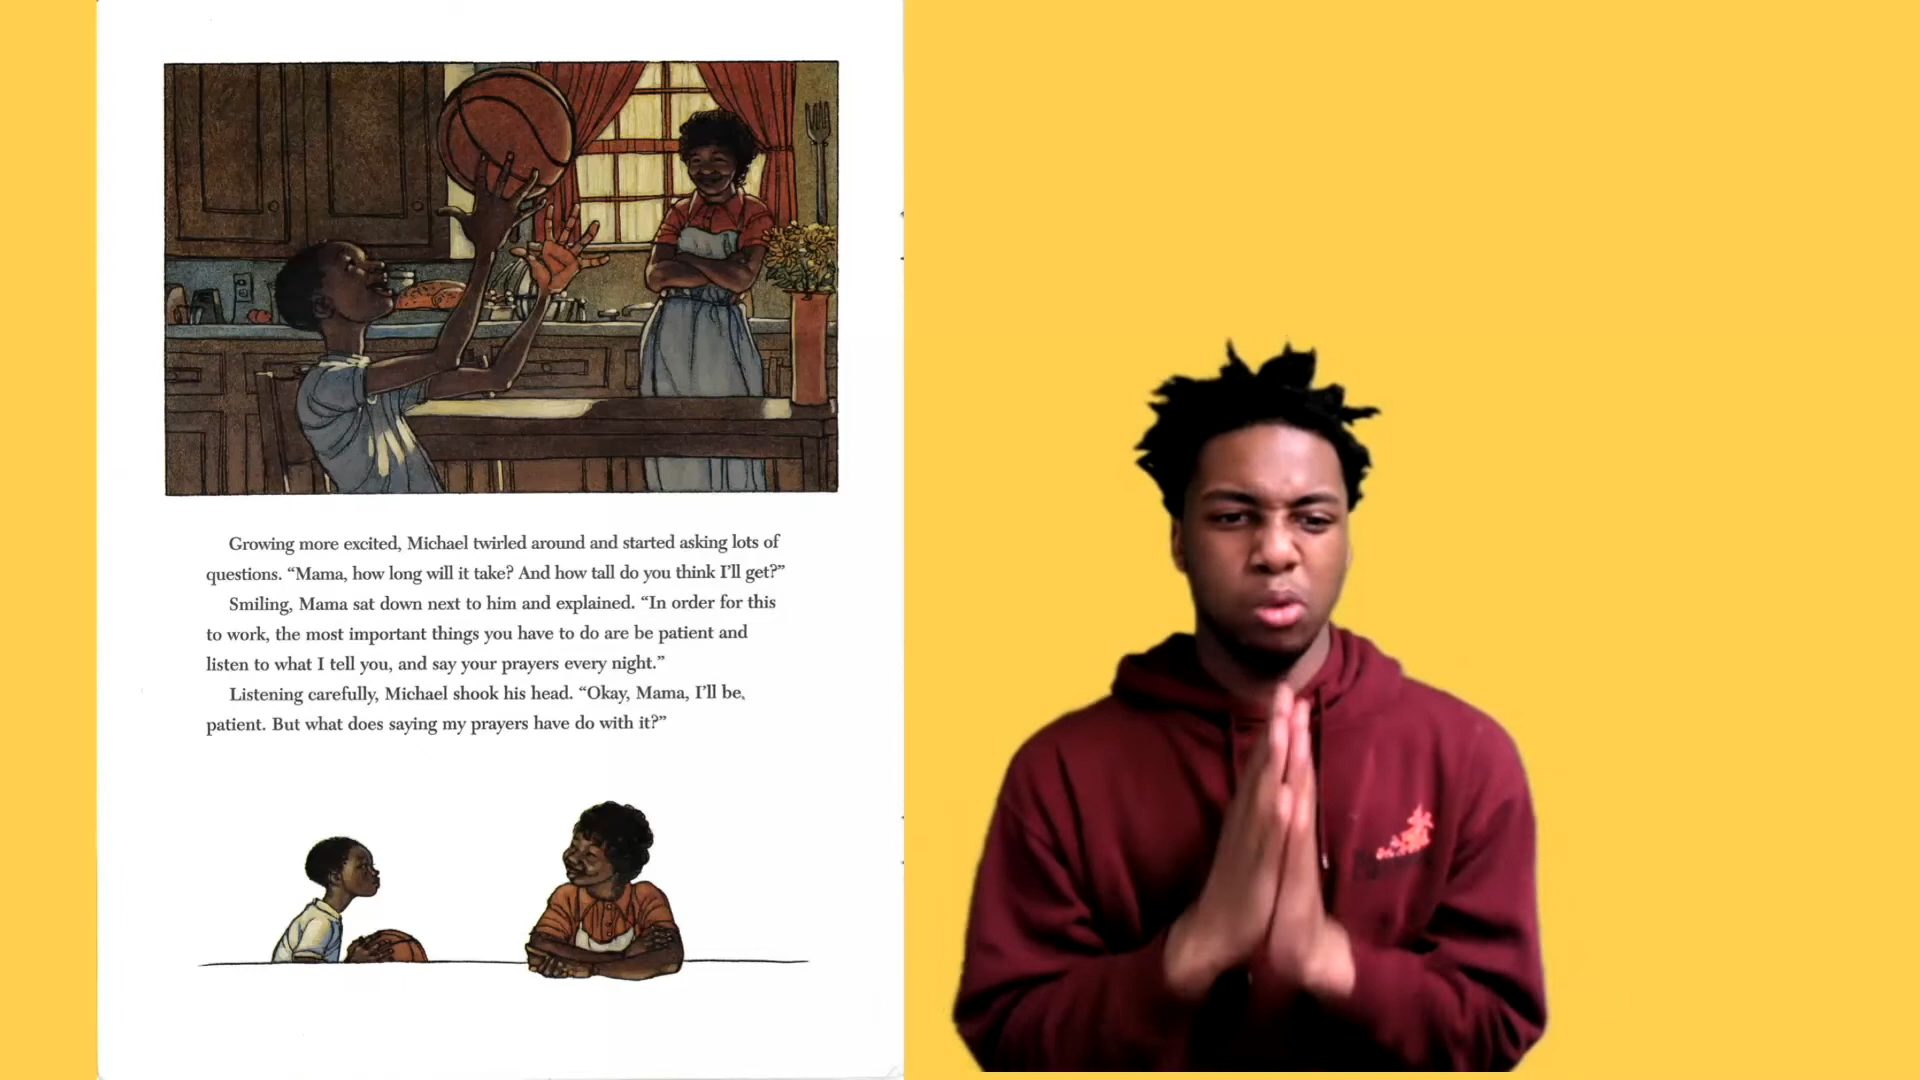 Growing more excited, Michael twirled around and started asking lots of
questions. “Mama, how long will it take? And how tall do you think I’ll get?”
Smiling, Mama sat down next to him and explained. “In order for this
to work, the most important things you have to do are be patient and
listen to what I tell you, and say your prayers every night.”
Listening carefully, Michael shook his head. “Okay, Mama, I’ll be
patient. But what does saying my prayers have do with it?”